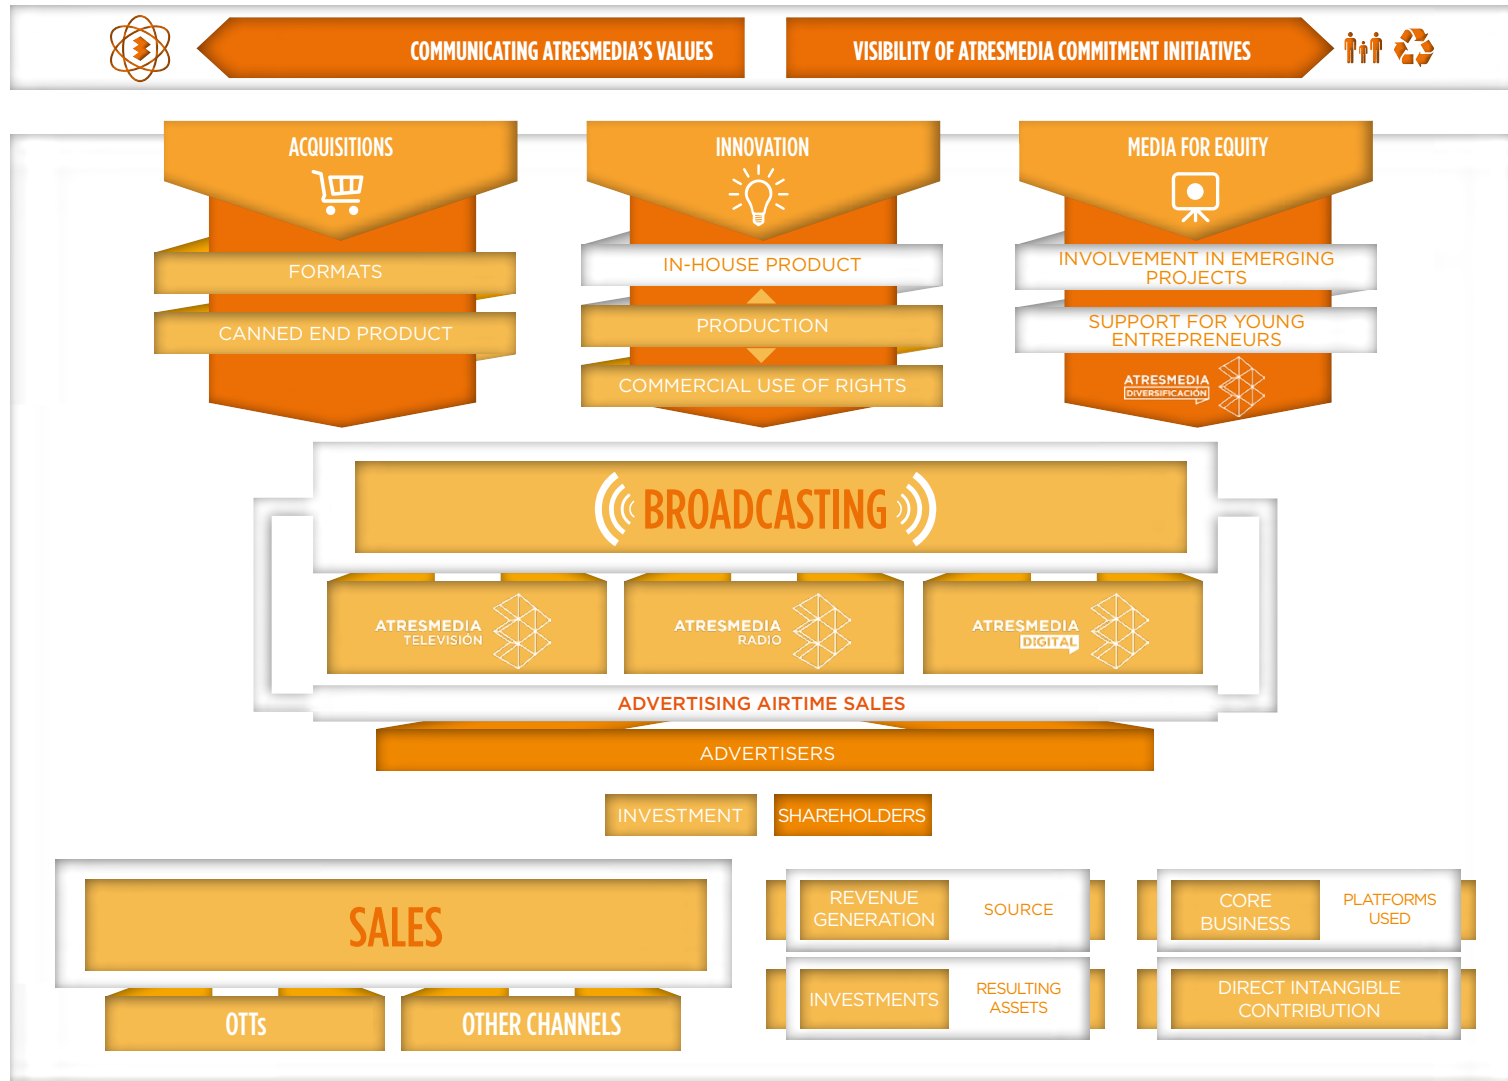 COMMUNICATING ATRESMEDIA'S VALUES
VISIBILITY OF ATRESMEDIA COMMITMENT INITIATIVES
ACQUISITIONS
FORMATS
CANNED END PRODUCT
INNOVATION
IN-HOUSE PRODUCT
PRODUCTION
COMMERCIAL USE OF RIGHTS
MEDIA FOR EQUITY
INVOLVEMENT IN EMERGING
PROJECTS
SUPPORT FOR YOUNG
ENTREPRENEURS
ATRESMEDIA
DIVERSIFICACIÓN
BROADCASTING
ATRESMEDIA
TELEVISIÓN
ATRESMEDIA
RADIO
ATRESMEDIA
DIGITAL
ADVERTISING AIRTIME SALES
ADVERTISERS
INVESTMENT
SHAREHOLDERS
SALES
OTTs
OTHER CHANNELS
REVENUE
GENERATION
SOURCE
INVESTMENTS
RESULTING
ASSETS
CORE
BUSINESS
PLATFORMS
USED
DIRECT INTANGIBLE
CONTRIBUTION